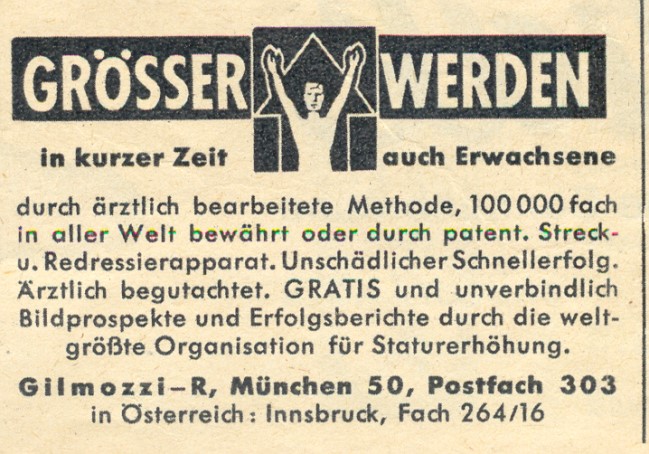 GRÖSSER WERDEN
in kurzer Zeit auch Erwachsene
durch ärztlich bearbeitete Methode, 100 000 fach
in aller Welt bewährt oder durch patent. Streck-
u. Redressierapparat. Unschädlicher Schnellerfolg.
Ärztlich begutachtet. GRATIS und unverbindlich
Bildprospekte und Erfolgsberichte durch die welt-
größte Organisation für Staturerhöhung.
Gilmozzi-R, München 50, Postfach 303
in Österreich: Innsbruck, Fach 264/16